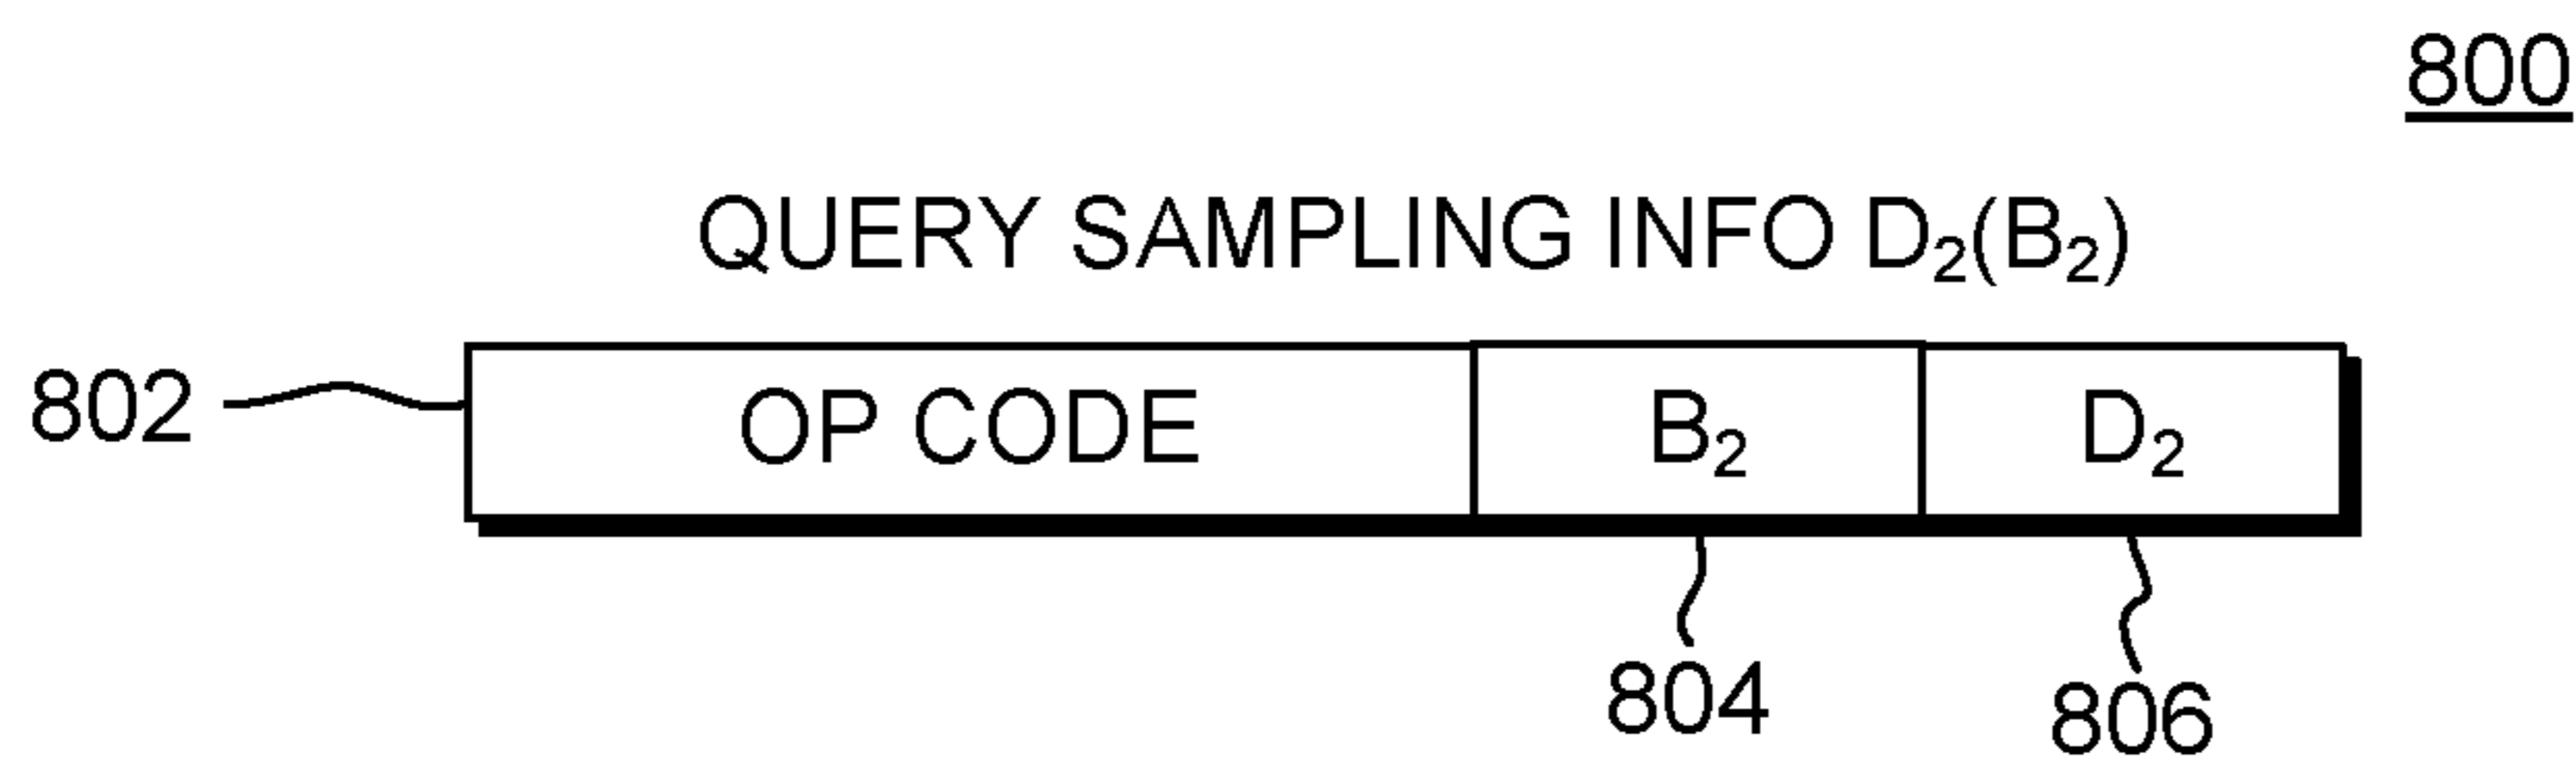 800
QUERY SAMPLING INFO D₂(B₂)
802 OP CODE B₂ D₂
804
806